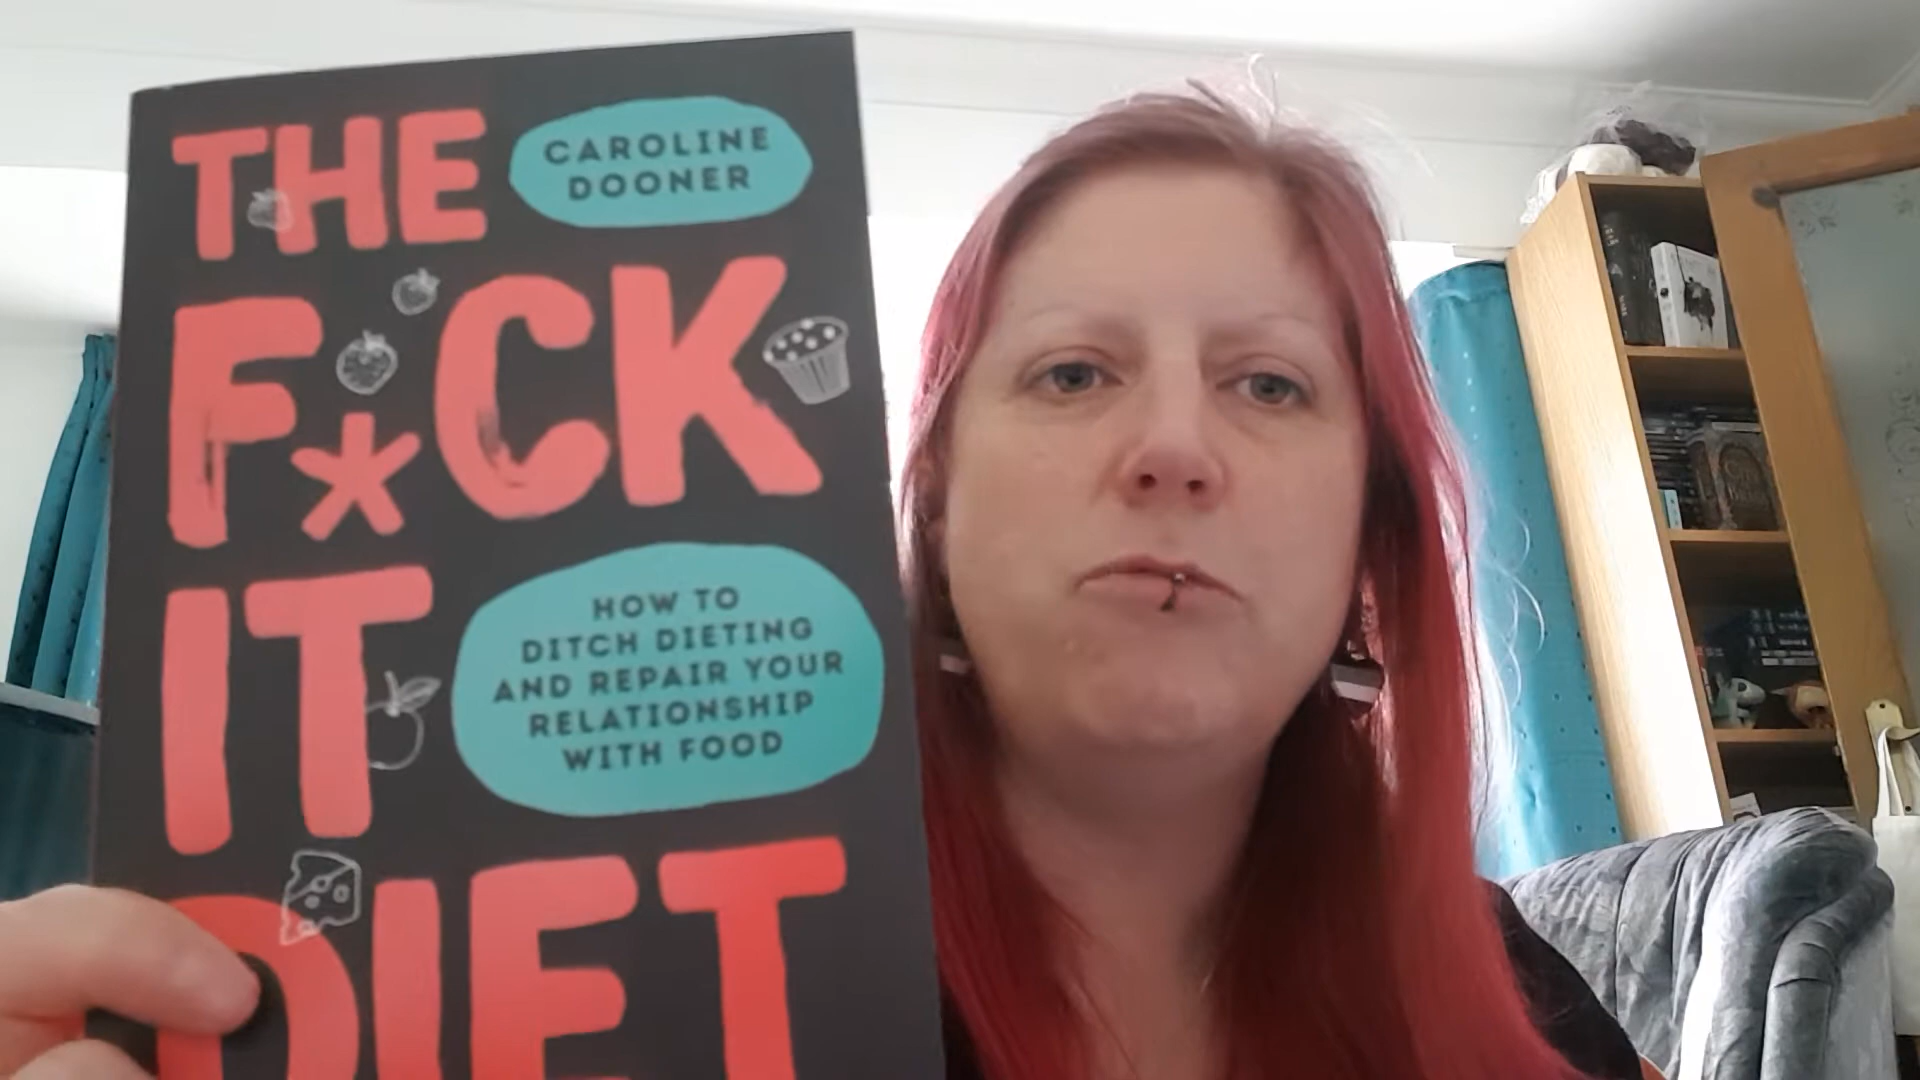 THE
CAROLINE
DOONER
F*CK
IT
HOW TO
DITCH DIETING
AND REPAIR YOUR
RELATIONSHIP
WITH FOOD
DIET